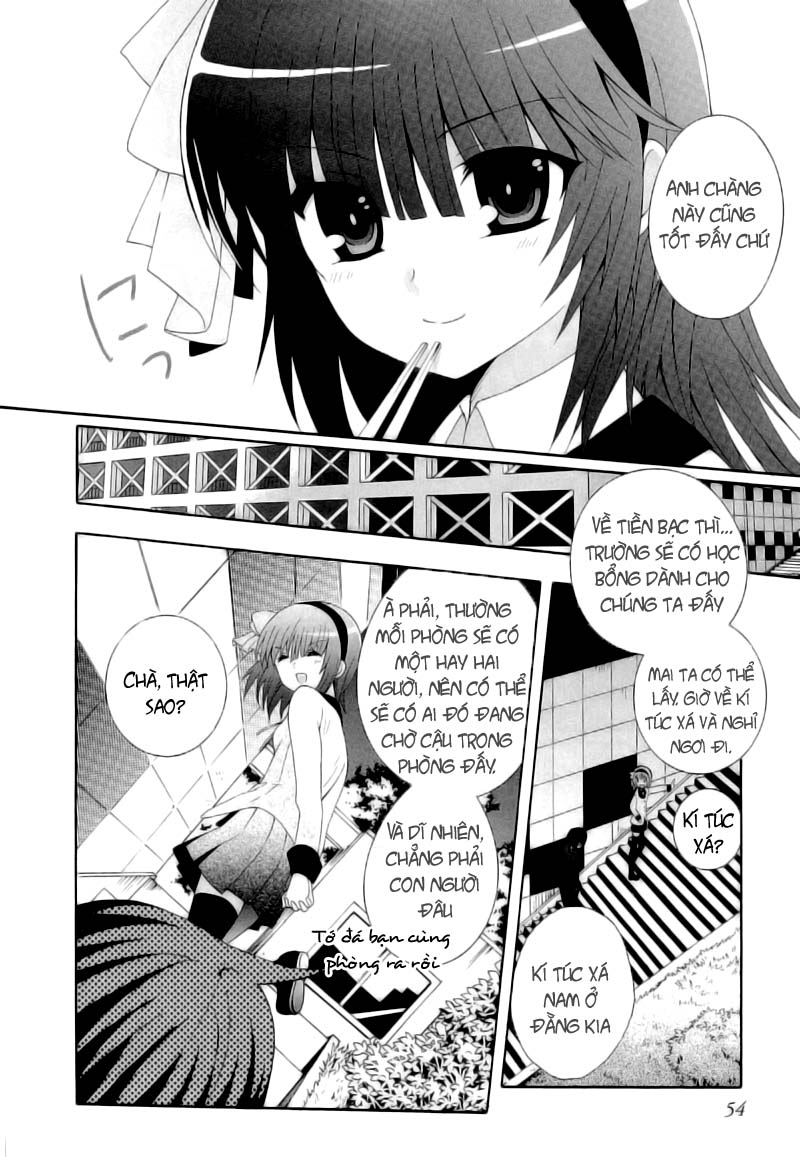 ANH CHÀNG
NÀY CŨNG
TỐT ĐẤY CHỨ
にこっ
VỀ TIỀN BẠC THÌ...
TRƯỜNG SẼ CÓ HỌC
BỔNG DÀNH CHO
CHÚNG TA ĐẤY
MAI TA CÓ THỂ
LẤY. GIỜ VỀ KÍ
TÚC XÁ VÀ NGHỈ
NGƠI ĐI.
KÍ TÚC
XÁ?
KÍ TÚC XÁ
NAM Ở
ĐẰNG KIA
À PHẢI, THƯỜNG
MỖI PHÒNG SẼ CÓ
MỘT HAY HAI
NGƯỜI, NÊN CÓ THỂ
SẼ CÓ AI ĐÓ ĐANG
CHỜ CẬU TRONG
PHÒNG ĐẤY.
VÀ DĨ NHIÊN,
CHẲNG PHẢI
CON NGƯỜI
ĐÂU
Tớ đá bạn cùng
phòng ra rồi
CHÀ, THẬT
SAO?
54